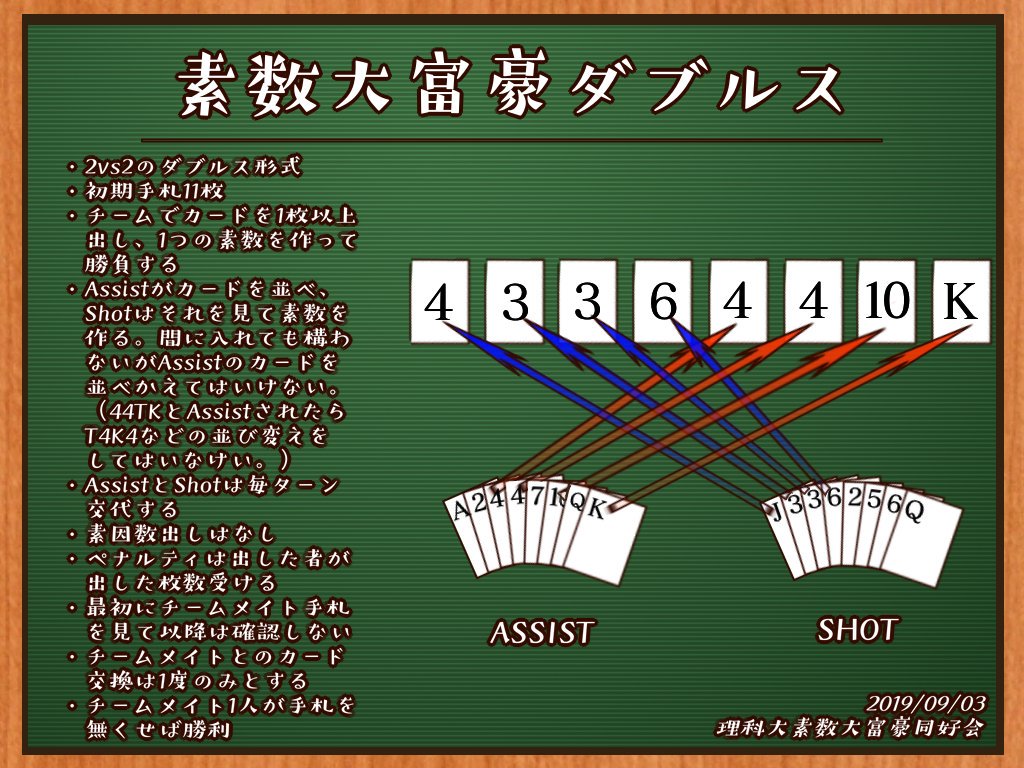 素数大富豪ダブルス
・2vs2のダブルス形式
・初期手札11枚
・チームでカードを1枚以上
出し、1つの素数を作って
勝負する
・Assistがカードを並べ、
Shotはそれを見て素数を
作る。間に入れても構わ
ないがAssistのカードを
並べかえてはいけない。
（44TKとAssistされたら
T4K4などの並び変えを
してはいなけい。）
・AssistとShotは毎ターン
交代する
・素因数出しはなし
・ペナルティは出した者が
出した枚数受ける
・最初にチームメイト手札
を見て以降は確認しない
・チームメイトとのカード
交換は1度のみとする
・チームメイト1人が手札を
無くせば勝利
4 3 3 6 4 4 10 K
A 2 4 4 7 1 Q K
J 3 3 6 2 5 6 Q
ASSIST
SHOT
2019/09/03
理科大素数大富豪同好会